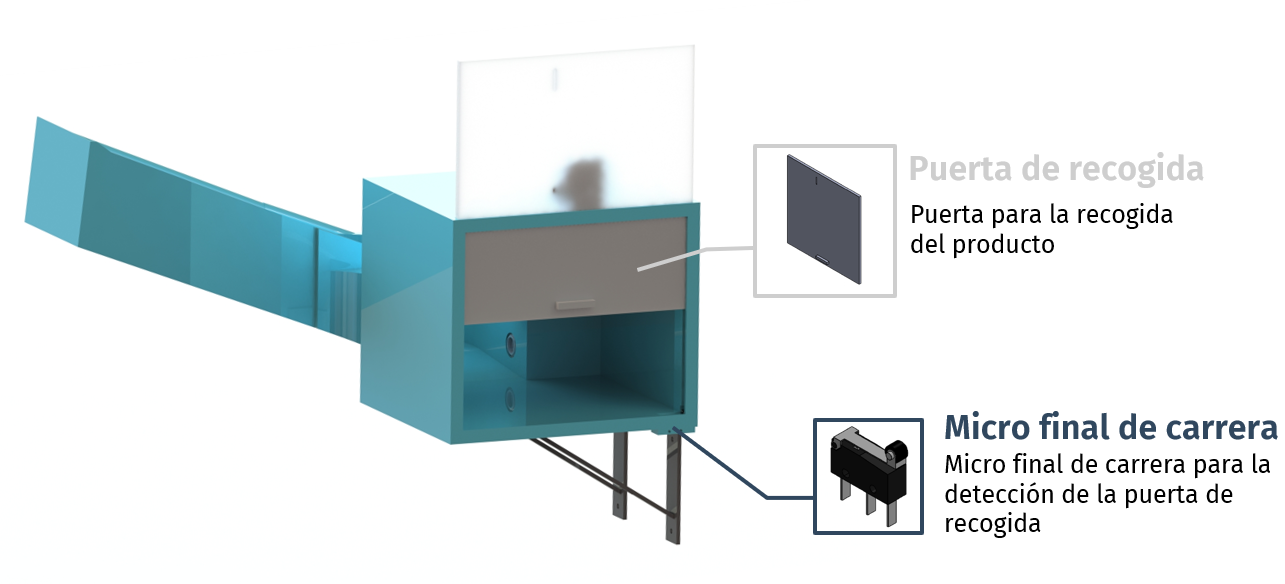 Puerta de recogida
Puerta para la recogida
del producto
Micro final de carrera
Micro final de carrera para la
detección de la puerta de
recogida